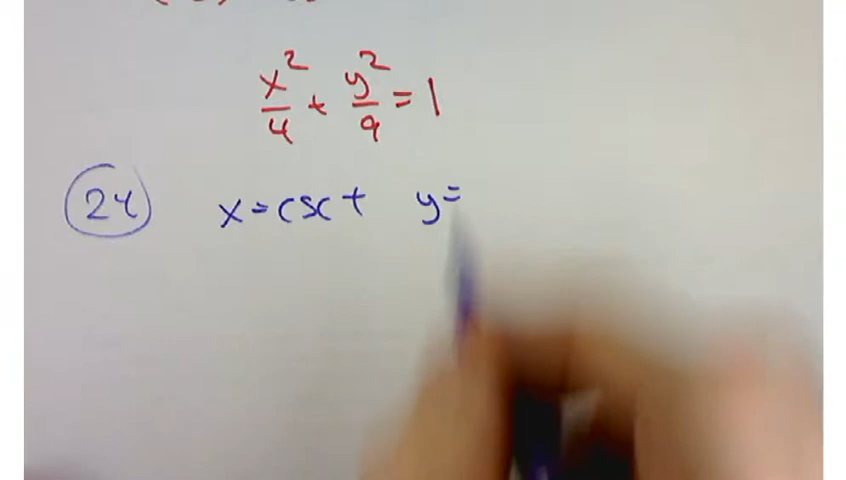 x²/4 + y²/9 = 1
24 x = csc t y =